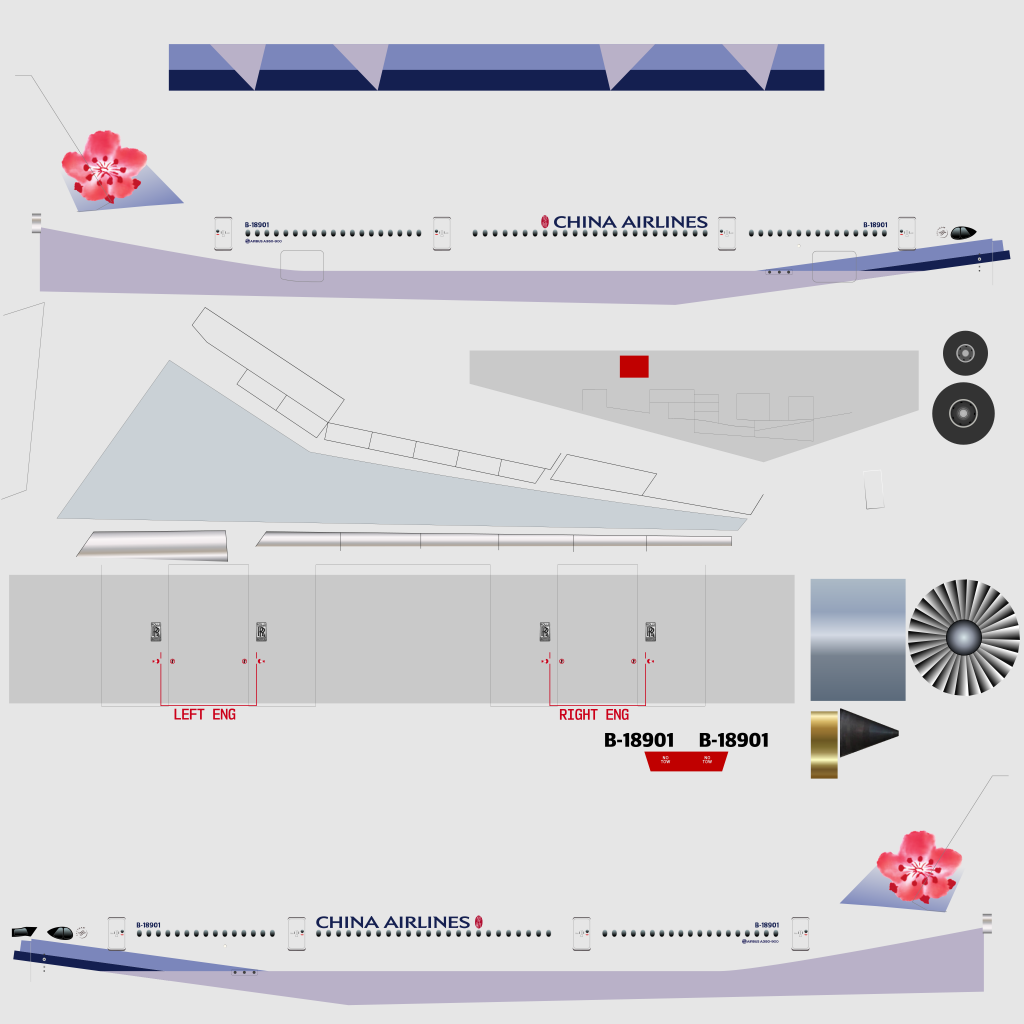 B-18901
CHINA AIRLINES
B-18901
AIRBUS A350-900
LEFT ENG
RIGHT ENG
B-18901 B-18901
NO TOW
NO TOW
B-18901
CHINA AIRLINES
B-18901
AIRBUS A350-900